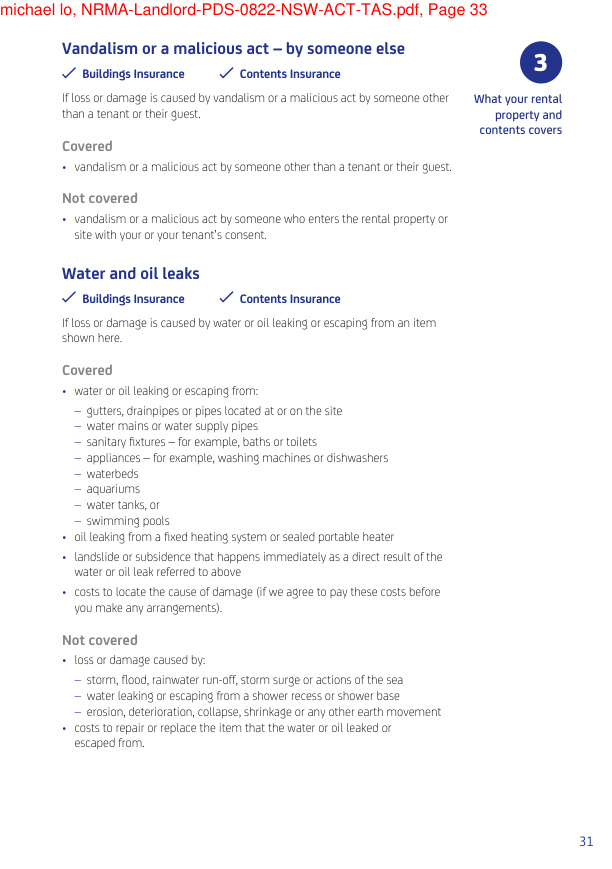 michael lo, NRMA-Landlord-PDS-0822-NSW-ACT-TAS.pdf, Page 33
Vandalism or a malicious act – by someone else
Buildings Insurance
Contents Insurance
If loss or damage is caused by vandalism or a malicious act by someone other
than a tenant or their guest.
Covered
• vandalism or a malicious act by someone other than a tenant or their guest.
Not covered
• vandalism or a malicious act by someone who enters the rental property or
site with your or your tenant's consent.
3
What your rental
property and
contents covers
Water and oil leaks
Buildings Insurance
Contents Insurance
If loss or damage is caused by water or oil leaking or escaping from an item
shown here.
Covered
• water or oil leaking or escaping from:
– gutters, drainpipes or pipes located at or on the site
– water mains or water supply pipes
– sanitary fixtures – for example, baths or toilets
– appliances – for example, washing machines or dishwashers
– waterbeds
– aquariums
– water tanks, or
– swimming pools
• oil leaking from a fixed heating system or sealed portable heater
• landslide or subsidence that happens immediately as a direct result of the
water or oil leak referred to above
• costs to locate the cause of damage (if we agree to pay these costs before
you make any arrangements).
Not covered
• loss or damage caused by:
– storm, flood, rainwater run-off, storm surge or actions of the sea
– water leaking or escaping from a shower recess or shower base
– erosion, deterioration, collapse, shrinkage or any other earth movement
• costs to repair or replace the item that the water or oil leaked or
escaped from.
31